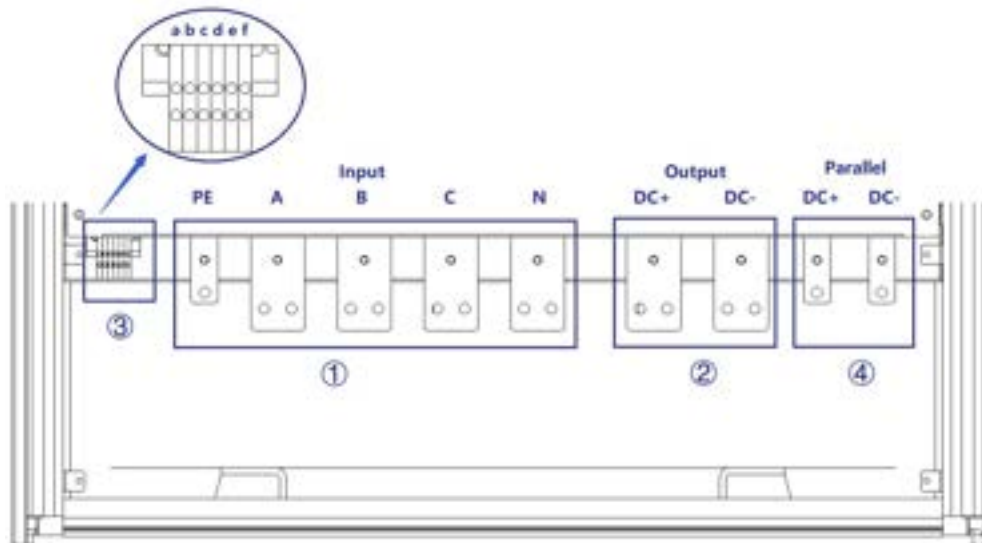 a b c d e f
Input Output Parallel
PE A B C N DC+ DC- DC+ DC-
③
① ② ④